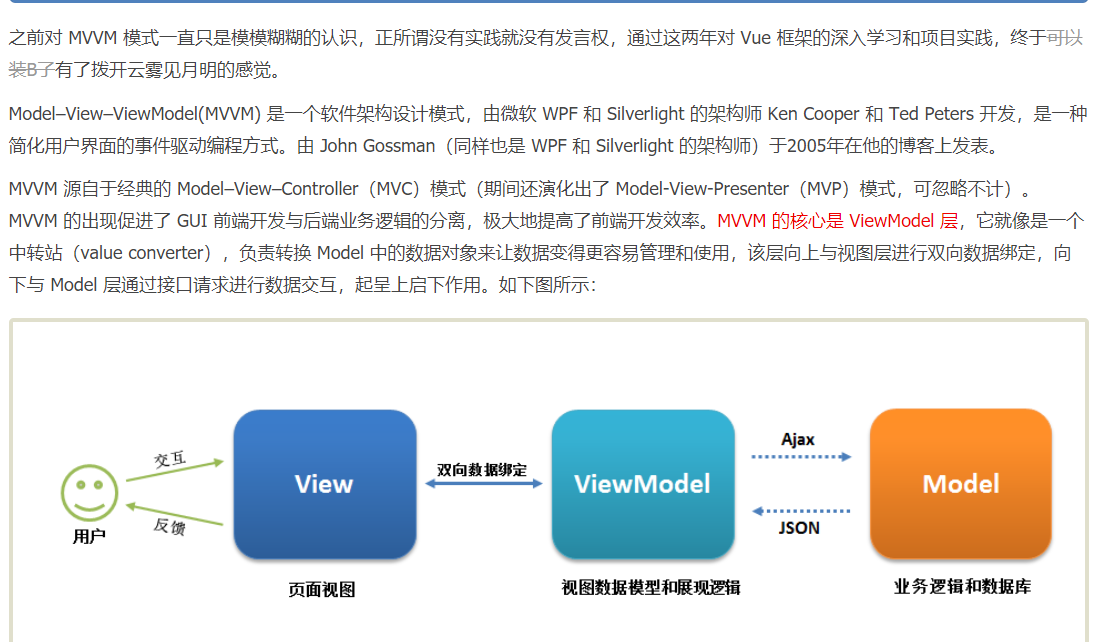 之前对 MVVM 模式一直只是模模糊糊的认识，正所谓没有实践就没有发言权，通过这两年对 Vue 框架的深入学习和项目实践，终于可以
装B了有了拨开云雾见月明的感觉。
Model–View–ViewModel(MVVM) 是一个软件架构设计模式，由微软 WPF 和 Silverlight 的架构师 Ken Cooper 和 Ted Peters 开发，是一种
简化用户界面的事件驱动编程方式。由 John Gossman（同样也是 WPF 和 Silverlight 的架构师）于2005年在他的博客上发表。
MVVM 源自于经典的 Model–View–Controller（MVC）模式（期间还演化出了 Model-View-Presenter（MVP）模式，可忽略不计）。
MVVM 的出现促进了 GUI 前端开发与后端业务逻辑的分离，极大地提高了前端开发效率。MVVM 的核心是 ViewModel 层，它就像是一个
中转站（value converter），负责转换 Model 中的数据对象来让数据变得更容易管理和使用，该层向上与视图层进行双向数据绑定，向
下与 Model 层通过接口请求进行数据交互，起呈上启下作用。如下图所示：
交互
反馈
用户
View
页面视图
双向数据绑定
ViewModel
视图数据模型和展现逻辑
Ajax
JSON
Model
业务逻辑和数据库